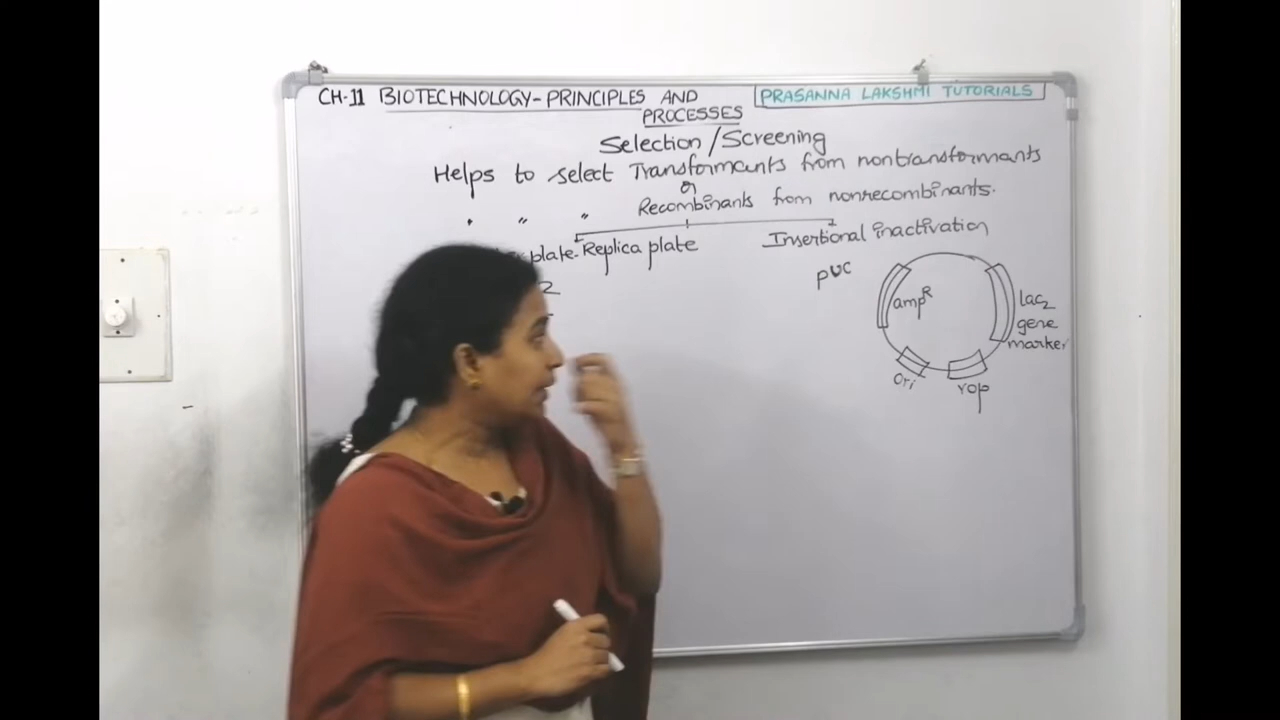 CH-11 BIOTECHNOLOGY-PRINCIPLES AND
PROCESSES
PRASANNA LAKSHMI TUTORIALS
Selection/Screening
Helps to select Transformants from nontransformants
or
" " Recombinants from nonrecombinants.
plate-Replica plate
Insertional inactivation
2
pUC
ampR
lacz
gene
marker
Ori
rop